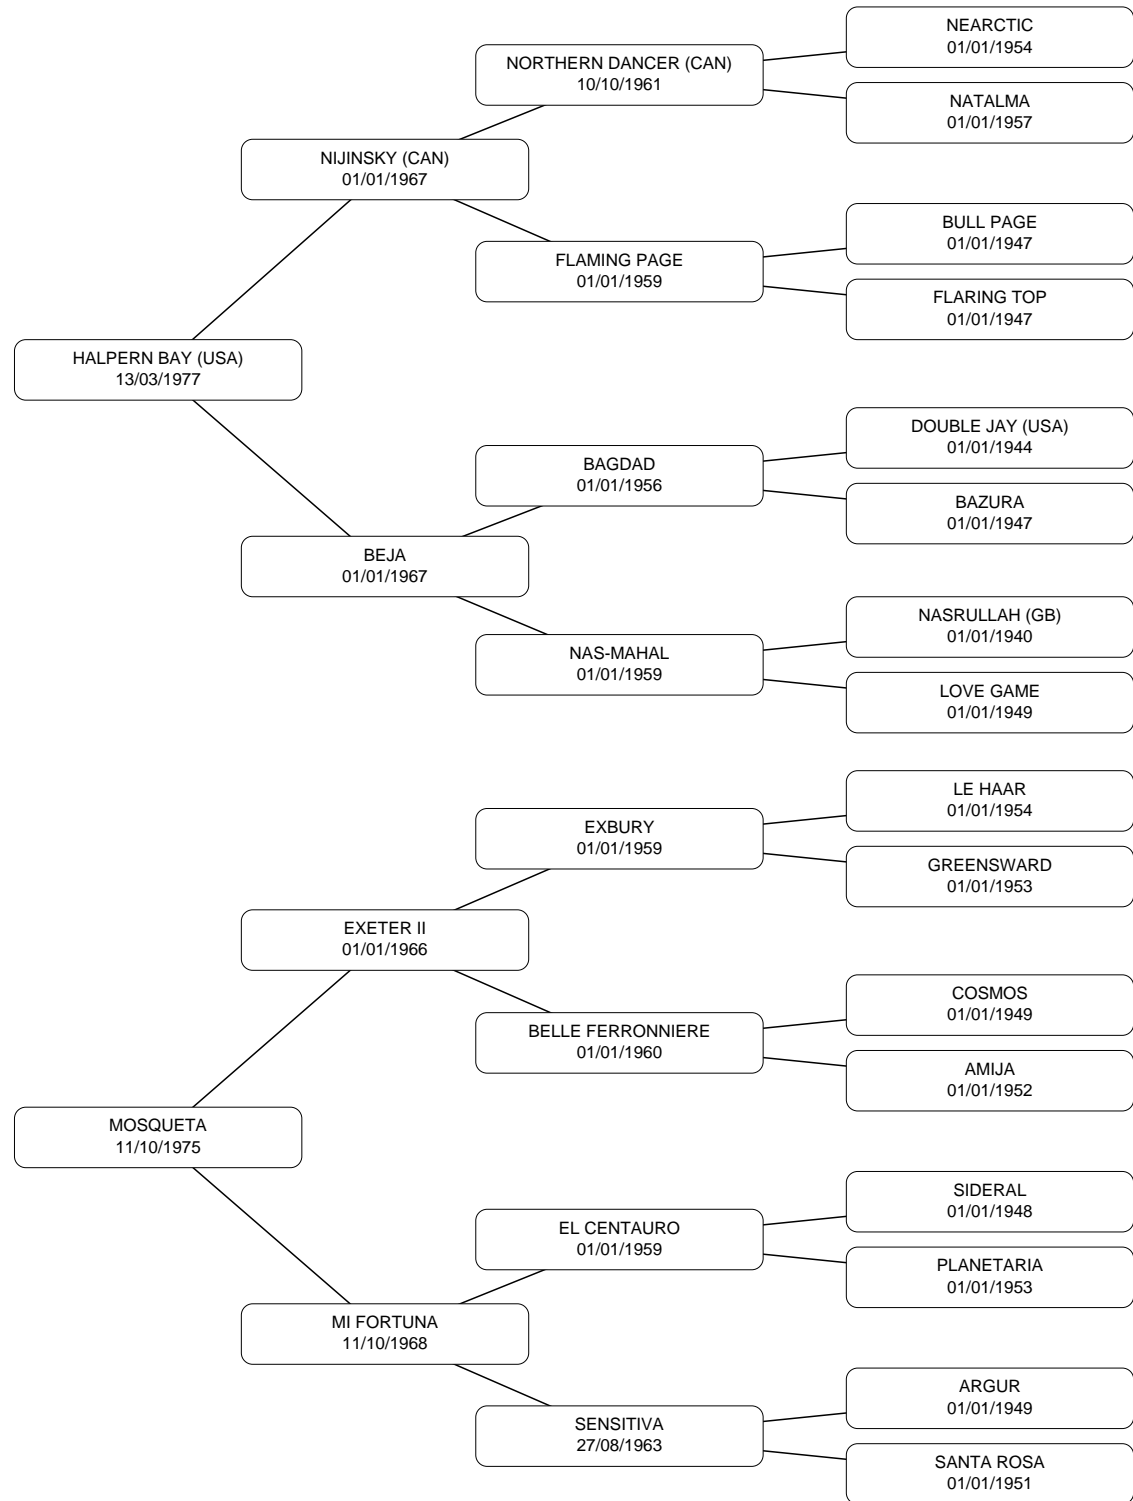 NEARCTIC
01/01/1954
NORTHERN DANCER (CAN)
10/10/1961
NATALMA
01/01/1957
NIJINSKY (CAN)
01/01/1967
BULL PAGE
01/01/1947
FLAMING PAGE
01/01/1959
FLARING TOP
01/01/1947
HALPERN BAY (USA)
13/03/1977
DOUBLE JAY (USA)
01/01/1944
BAGDAD
01/01/1956
BAZURA
01/01/1947
BEJA
01/01/1967
NASRULLAH (GB)
01/01/1940
NAS-MAHAL
01/01/1959
LOVE GAME
01/01/1949
LE HAAR
01/01/1954
EXBURY
01/01/1959
GREENSWARD
01/01/1953
EXETER II
01/01/1966
COSMOS
01/01/1949
BELLE FERRONNIERE
01/01/1960
AMIJA
01/01/1952
MOSQUETA
11/10/1975
SIDERAL
01/01/1948
EL CENTAURO
01/01/1959
PLANETARIA
01/01/1953
MI FORTUNA
11/10/1968
ARGUR
01/01/1949
SENSITIVA
27/08/1963
SANTA ROSA
01/01/1951